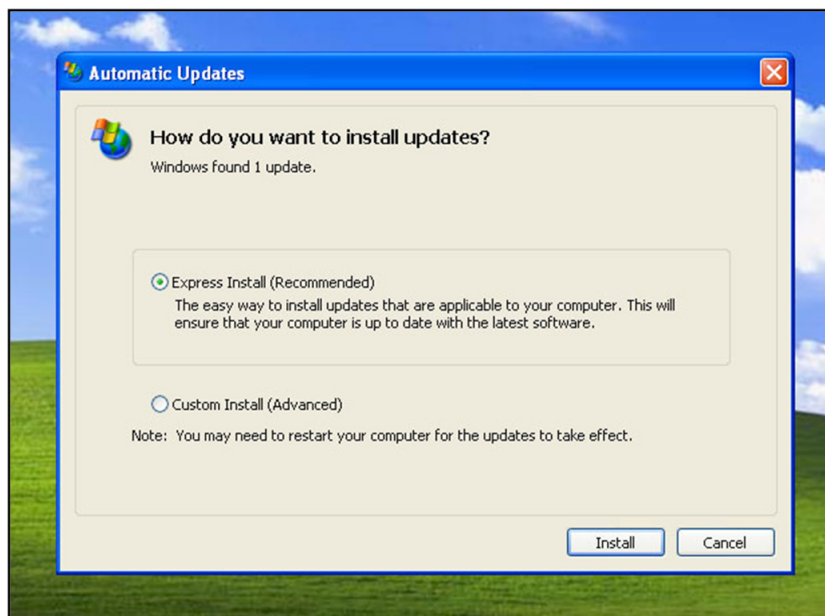 Automatic Updates
How do you want to install updates?
Windows found 1 update.
Express Install (Recommended)
The easy way to install updates that are applicable to your computer. This will
ensure that your computer is up to date with the latest software.
Custom Install (Advanced)
Note: You may need to restart your computer for the updates to take effect.
Install
Cancel